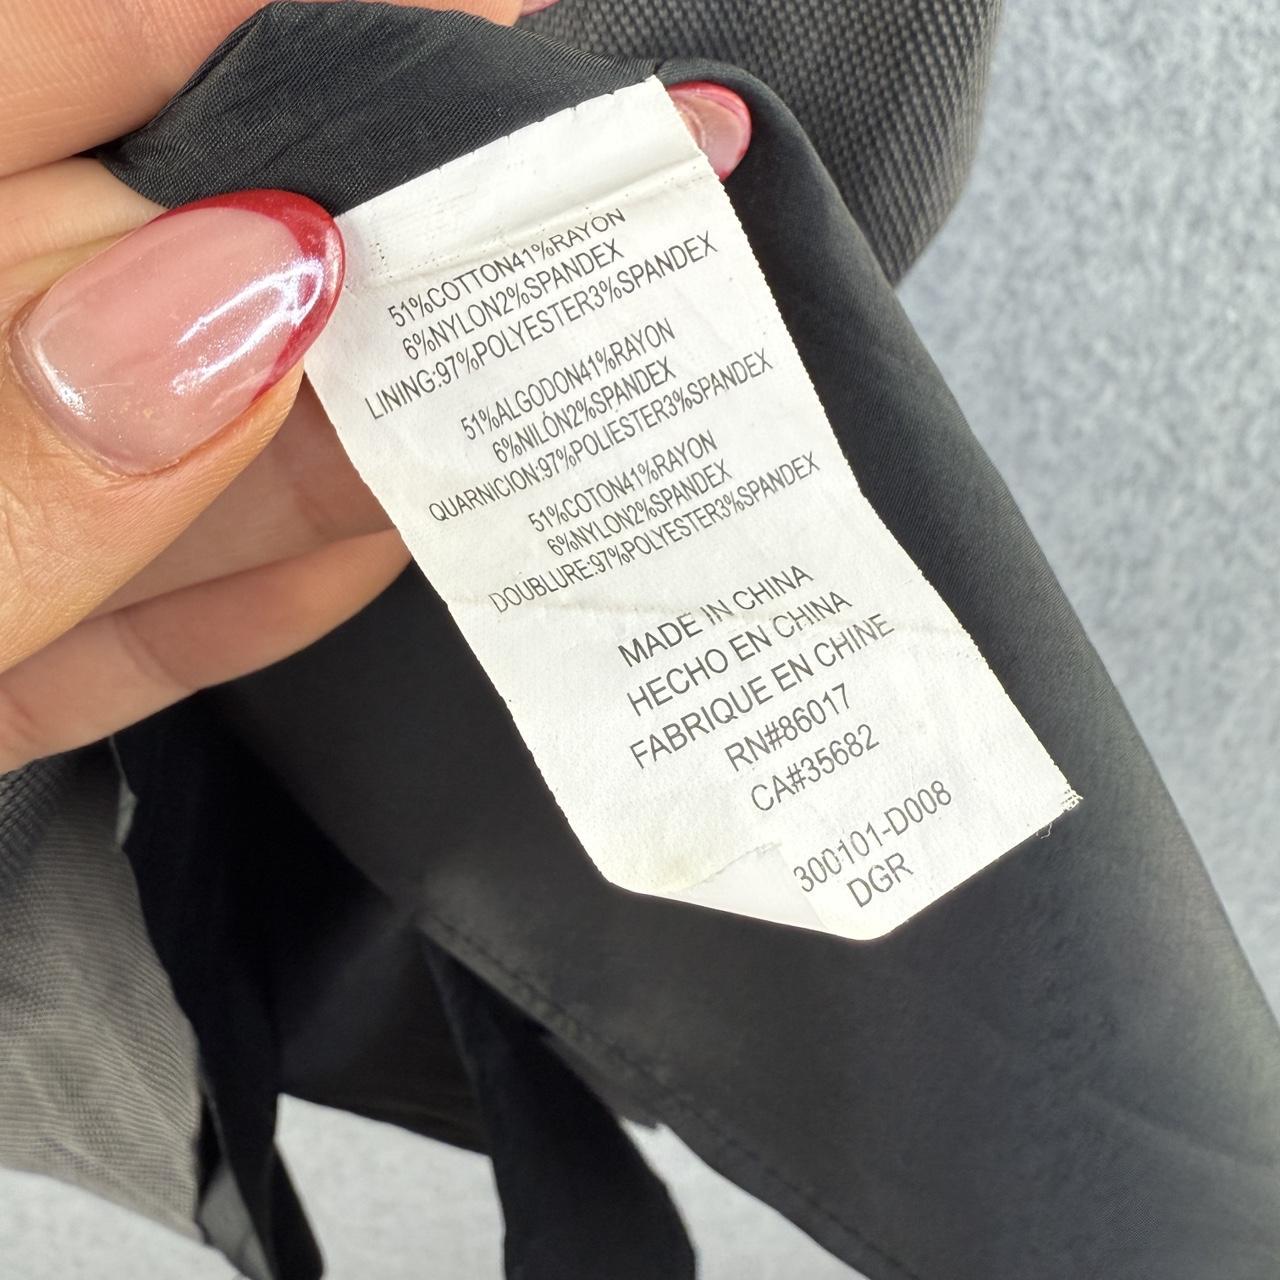 51%COTTON41%RAYON
6%NYLON2%SPANDEX
LINING:97%POLYESTER3%SPANDEX
51%ALGODON41%RAYON
6%NILÓN2%SPANDEX
QUARNICION:97%POLIESTER3%SPANDEX
51%COTON41%RAYON
6%NYLON2%SPANDEX
DOUBLURE:97%POLYESTER3%SPANDEX
MADE IN CHINA
HECHO EN CHINA
FABRIQUE EN CHINE
RN#86017
CA#35682
300101-D008
DGR